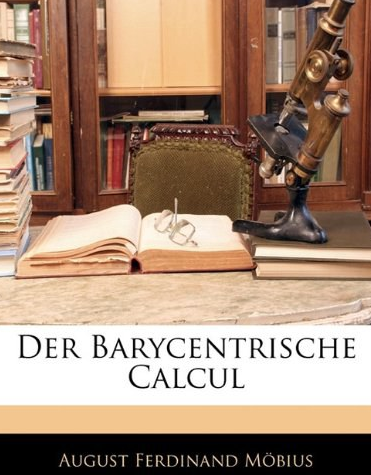 Der Barycentrische
Calcul
August Ferdinand Möbius